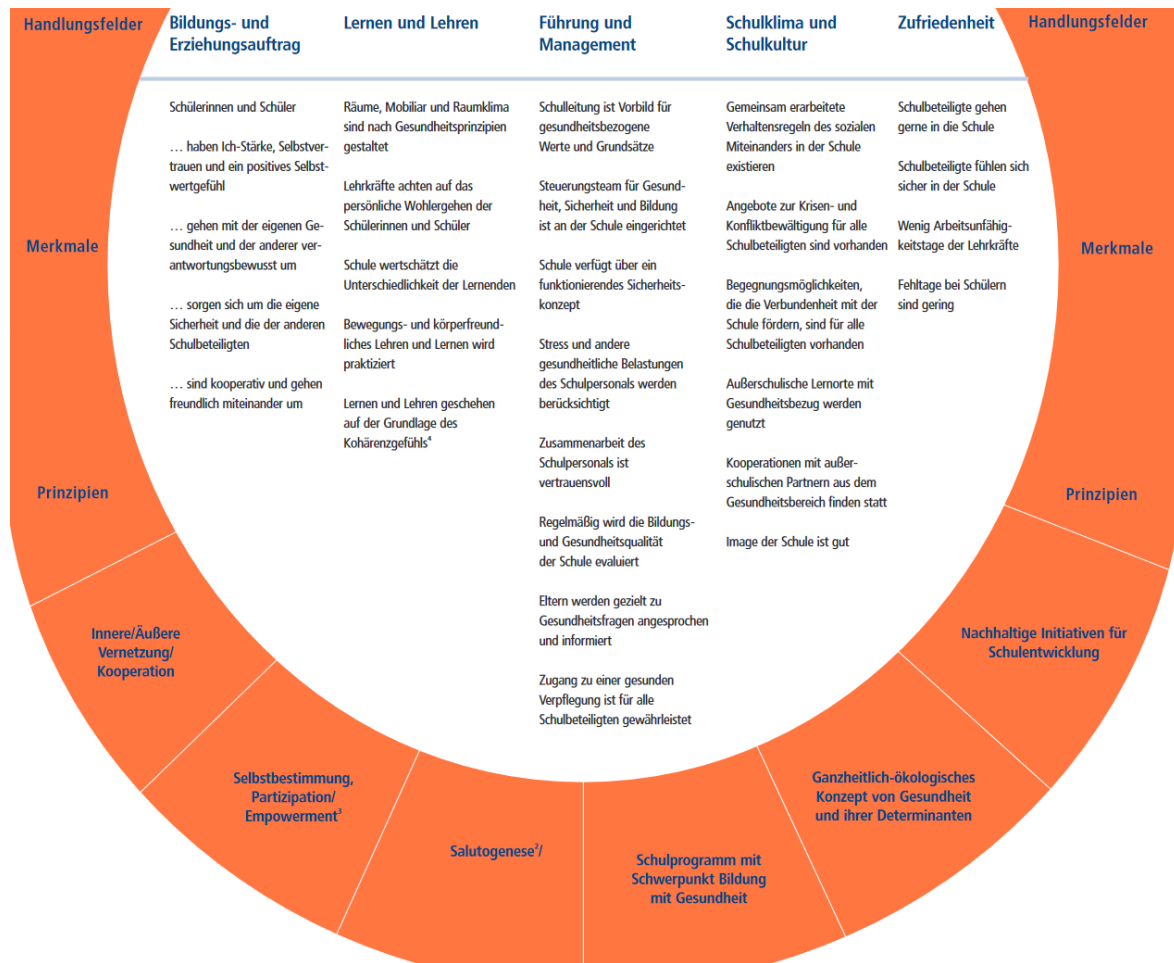 Handlungsfelder
Bildungs- und
Erziehungsauftrag
Lernen und Lehren
Führung und
Management
Schulklima und
Schulkultur
Zufriedenheit
Handlungsfelder
Merkmale
Schülerinnen und Schüler
… haben Ich-Stärke, Selbstver-
trauen und ein positives Selbst-
wertgefühl
… gehen mit der eigenen Ge-
sundheit und der anderer ver-
antwortungsbewusst um
… sorgen sich um die eigene
Sicherheit und die der anderen
Schulbeteiligten
… sind kooperativ und gehen
freundlich miteinander um
Räume, Mobiliar und Raumklima
sind nach Gesundheitsprinzipien
gestaltet
Lehrkräfte achten auf das
persönliche Wohlergehen der
Schülerinnen und Schüler
Schule wertschätzt die
Unterschiedlichkeit der Lernenden
Bewegungs- und körperfreund-
liches Lehren und Lernen wird
praktiziert
Lernen und Lehren geschehen
auf der Grundlage des
Kohärenzgefühls⁴
Schulleitung ist Vorbild für
gesundheitsbezogene
Werte und Grundsätze
Steuerungsteam für Gesund-
heit, Sicherheit und Bildung
ist an der Schule eingerichtet
Schule verfügt über ein
funktionierendes Sicherheits-
konzept
Stress und andere
gesundheitliche Belastungen
des Schulpersonals werden
berücksichtigt
Zusammenarbeit des
Schulpersonals ist
vertrauensvoll
Regelmäßig wird die Bildungs-
und Gesundheitsqualität
der Schule evaluiert
Eltern werden gezielt zu
Gesundheitsfragen angesprochen
und informiert
Zugang zu einer gesunden
Verpflegung ist für alle
Schulbeteiligten gewährleistet
Gemeinsam erarbeitete
Verhaltensregeln des sozialen
Miteinanders in der Schule
existieren
Angebote zur Krisen- und
Konfliktbewältigung für alle
Schulbeteiligten sind vorhanden
Begegnungsmöglichkeiten,
die die Verbundenheit mit der
Schule fördern, sind für alle
Schulbeteiligten vorhanden
Außerschulische Lernorte mit
Gesundheitsbezug werden
genutzt
Kooperationen mit außer-
schulischen Partnern aus dem
Gesundheitsbereich finden statt
Image der Schule ist gut
Schulbeteiligte gehen
gerne in die Schule
Schulbeteiligte fühlen sich
sicher in der Schule
Wenig Arbeitsunfähig-
keitstage der Lehrkräfte
Fehltage bei Schülern
sind gering
Merkmale
Prinzipien
Prinzipien
Innere/Äußere
Vernetzung/
Kooperation
Selbstbestimmung,
Partizipation/
Empowerment³
Salutogenese²/
Schulprogramm mit
Schwerpunkt Bildung
mit Gesundheit
Ganzheitlich-ökologisches
Konzept von Gesundheit
und ihrer Determinanten
Nachhaltige Initiativen für
Schulentwicklung